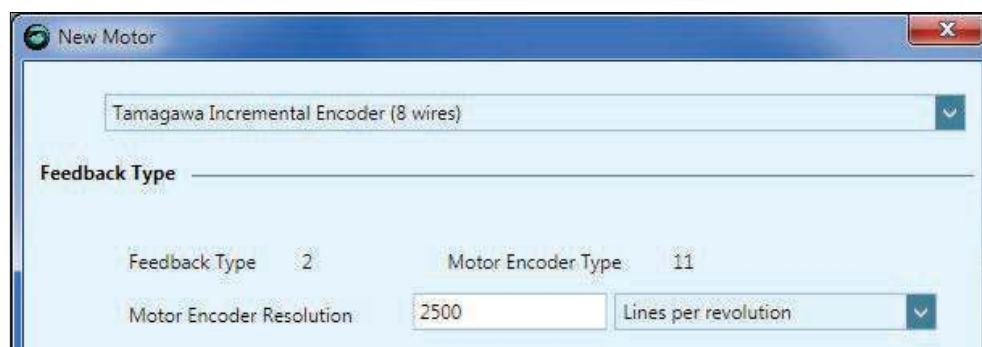 New Motor
Tamagawa Incremental Encoder (8 wires)
Feedback Type
Feedback Type 2 Motor Encoder Type 11
Motor Encoder Resolution 2500 Lines per revolution